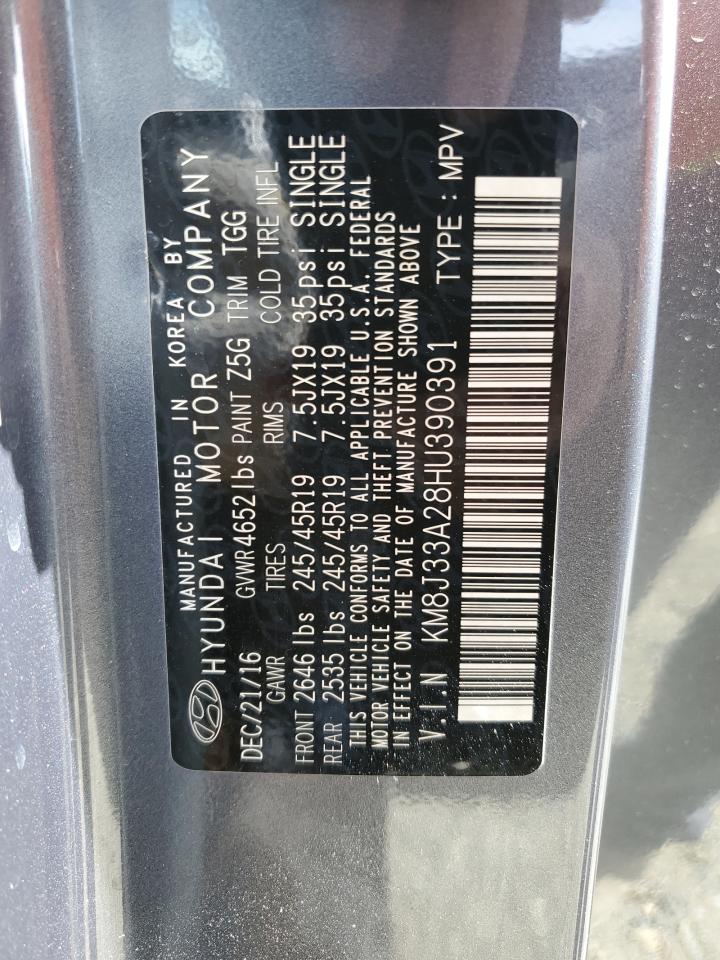 MANUFACTURED IN KOREA BY
HYUNDAI MOTOR COMPANY
DEC/21/16 GVWR 4652lbs PAINT Z5G TRIM TGG
GAWR TIRES RIMS COLD TIRE INFL
FRONT 2646 lbs 245/45R19 7.5JX19 35psi SINGLE
REAR 2535 lbs 245/45R19 7.5JX19 35psi SINGLE
THIS VEHICLE CONFORMS TO ALL APPLICABLE U.S.A. FEDERAL
MOTOR VEHICLE SAFETY AND THEFT PREVENTION STANDARDS
IN EFFECT ON THE DATE OF MANUFACTURE SHOWN ABOVE
V.I.N KM8J33A28HU390391 TYPE : MPV